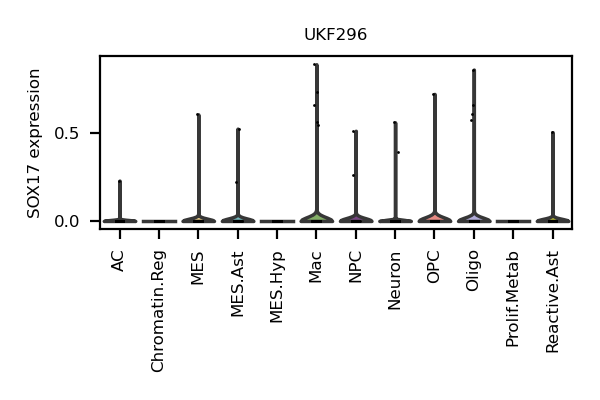 UKF296
SOX17 expression
0.5
0.0
AC
Chromatin.Reg
MES
MES.Ast
MES.Hyp
Mac
NPC
Neuron
OPC
Oligo
Prolif.Metab
Reactive.Ast